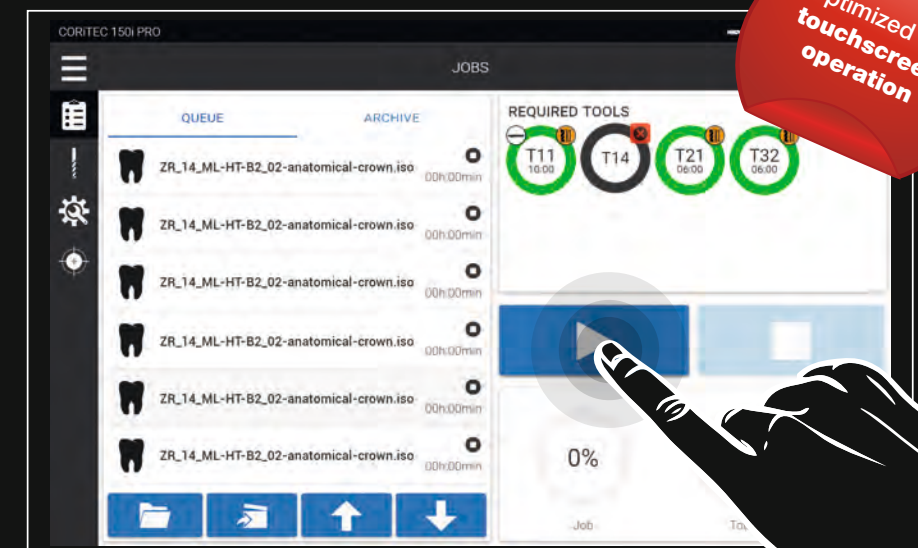 optimized
touchscreen
operation
CORiTEC 150i PRO
JOBS
QUEUE
ARCHIVE
ZR_14_ML-HT-B2_02-anatomical-crown.iso
00h:00min
ZR_14_ML-HT-B2_02-anatomical-crown.iso
00h:00min
ZR_14_ML-HT-B2_02-anatomical-crown.iso
00h:00min
ZR_14_ML-HT-B2_02-anatomical-crown.iso
00h:00min
ZR_14_ML-HT-B2_02-anatomical-crown.iso
00h:00min
ZR_14_ML-HT-B2_02-anatomical-crown.iso
00h:00min
REQUIRED TOOLS
T11
10:00
T14
T21
06:00
T32
06:00
0%
Job